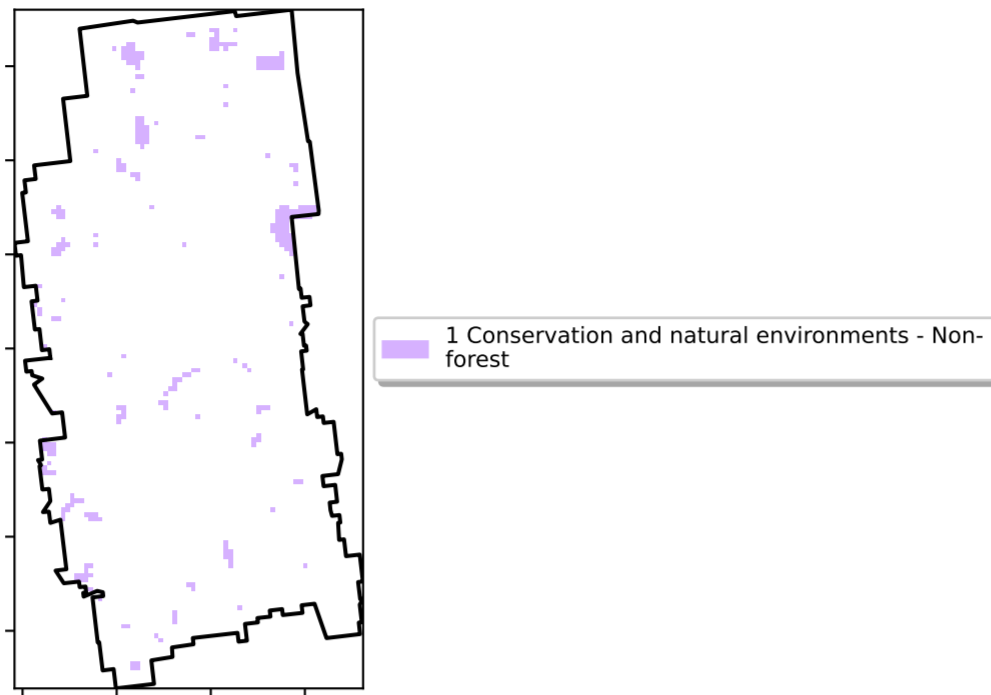 1 Conservation and natural environments - Non-
forest